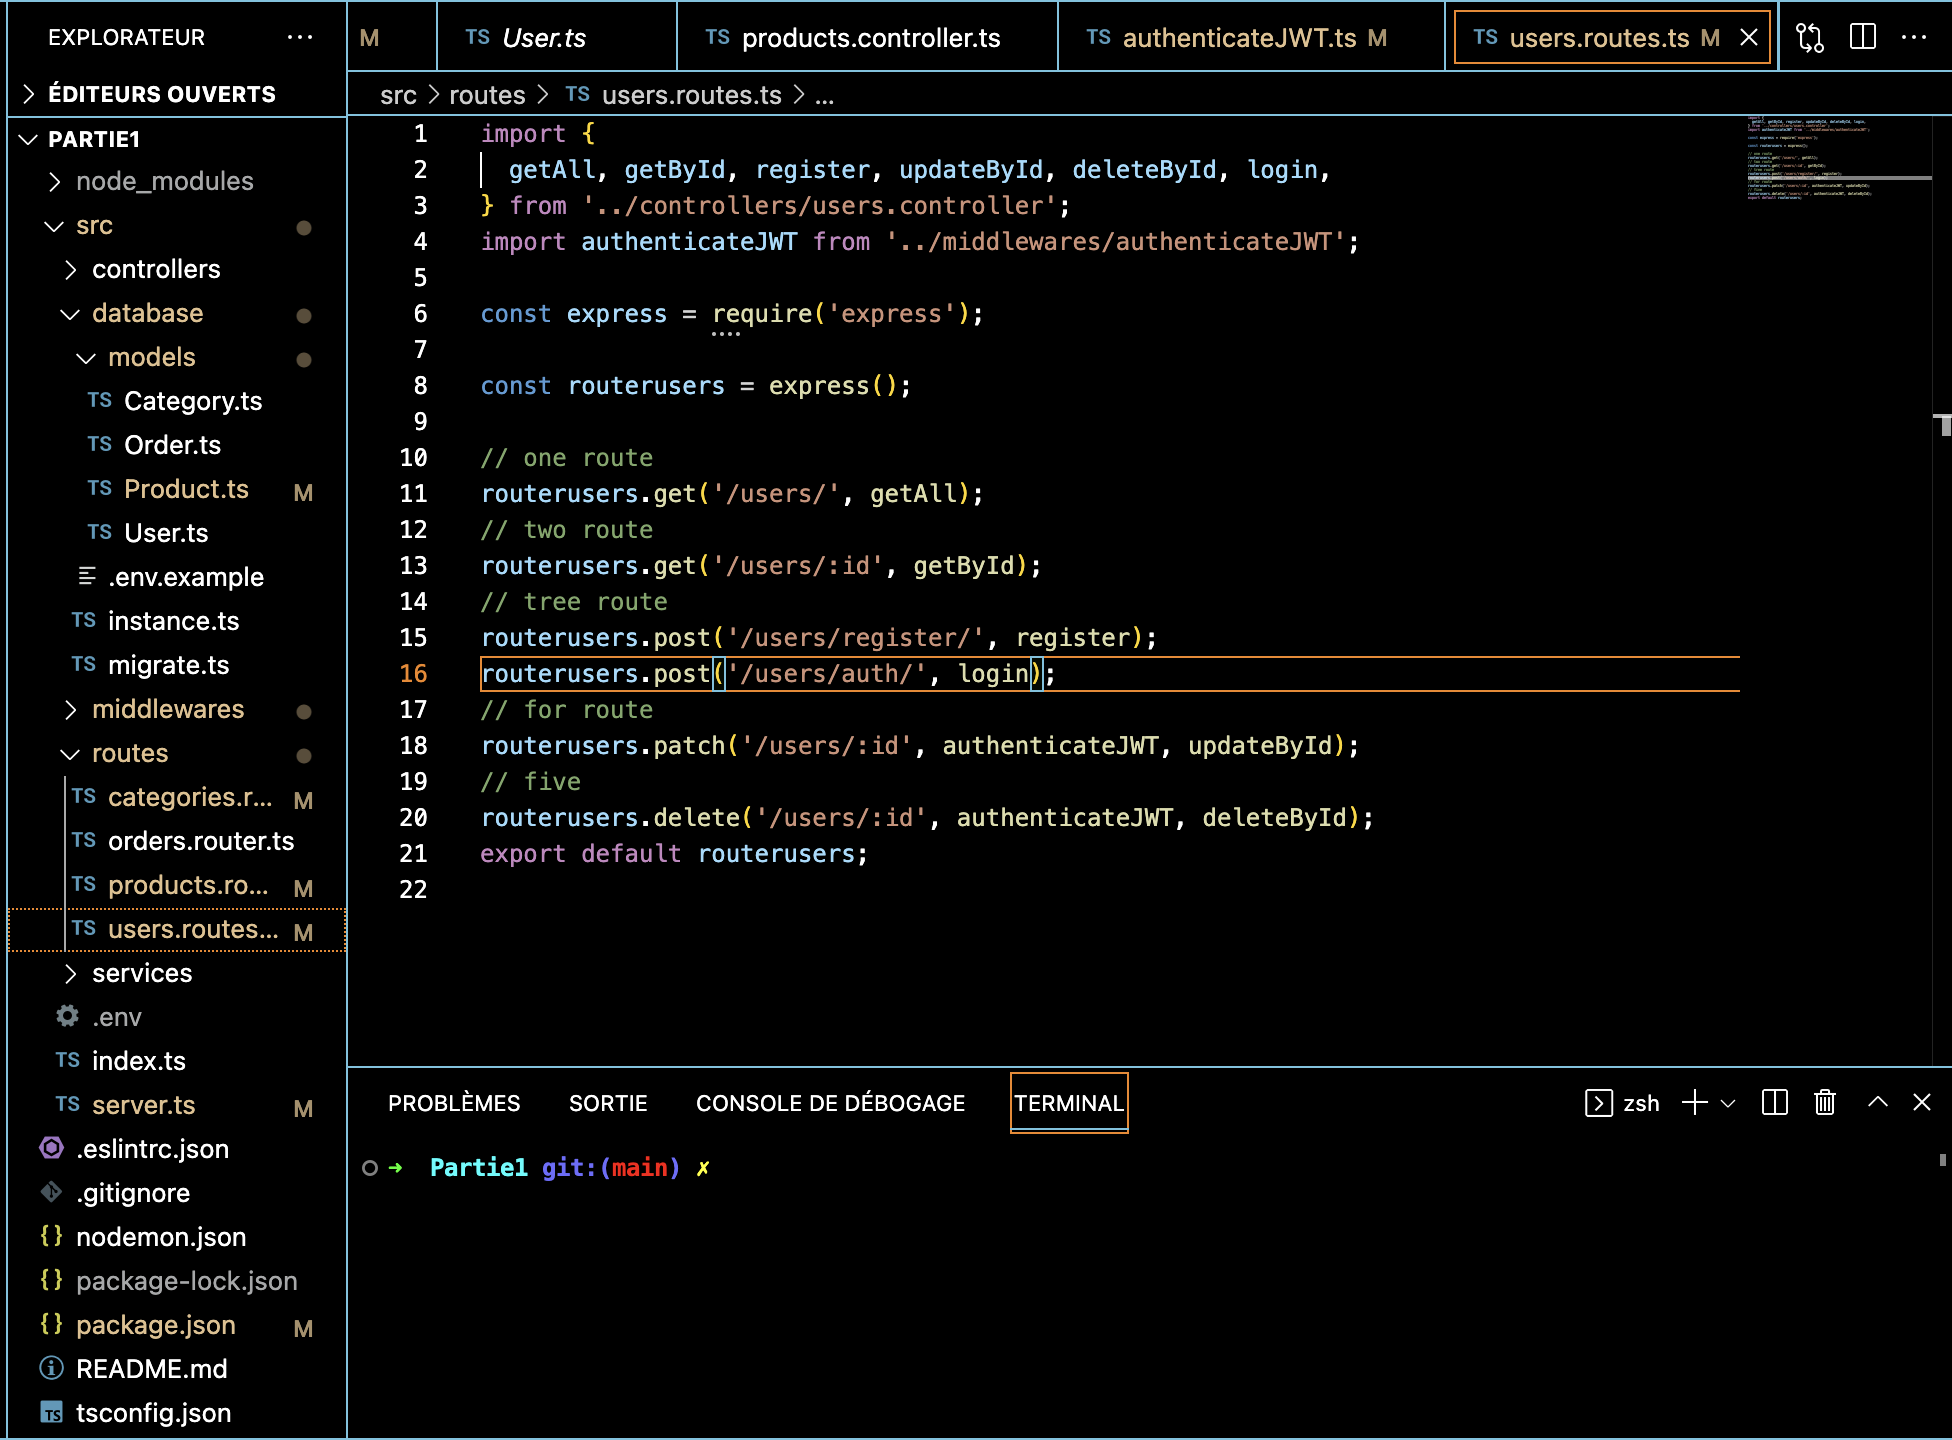 EXPLORATEUR
ÉDITEURS OUVERTS
PARTIE1
node_modules
src
controllers
database
models
TS Category.ts
TS Order.ts
TS Product.ts M
TS User.ts
.env.example
TS instance.ts
TS migrate.ts
middlewares
routes
TS categories.r... M
TS orders.router.ts
TS products.ro... M
TS users.routes... M
services
.env
TS index.ts
TS server.ts M
.eslintrc.json
.gitignore
{} nodemon.json
{} package-lock.json
{} package.json M
README.md
TS tsconfig.json
M
TS User.ts
TS products.controller.ts
TS authenticateJWT.ts M
TS users.routes.ts M
src > routes > TS users.routes.ts > ...
1 import {
2 getAll, getById, register, updateById, deleteById, login,
3 } from '../controllers/users.controller';
4 import authenticateJWT from '../middlewares/authenticateJWT';
5
6 const express = require('express');
7
8 const routerusers = express();
9
10 // one route
11 routerusers.get('/users/', getAll);
12 // two route
13 routerusers.get('/users/:id', getById);
14 // tree route
15 routerusers.post('/users/register/', register);
16 routerusers.post('/users/auth/', login);
17 // for route
18 routerusers.patch('/users/:id', authenticateJWT, updateById);
19 // five
20 routerusers.delete('/users/:id', authenticateJWT, deleteById);
21 export default routerusers;
22
PROBLÈMES SORTIE CONSOLE DE DÉBOGAGE TERMINAL zsh
➜ Partie1 git:(main) ✗